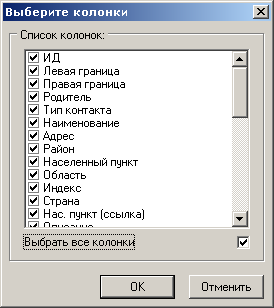 Выберите колонки
Список колонок:
ИД
Левая граница
Правая граница
Родитель
Тип контакта
Наименование
Адрес
Район
Населенный пункт
Область
Индекс
Страна
Нас. пункт (ссылка)
Описание
Выбрать все колонки
OK
Отменить